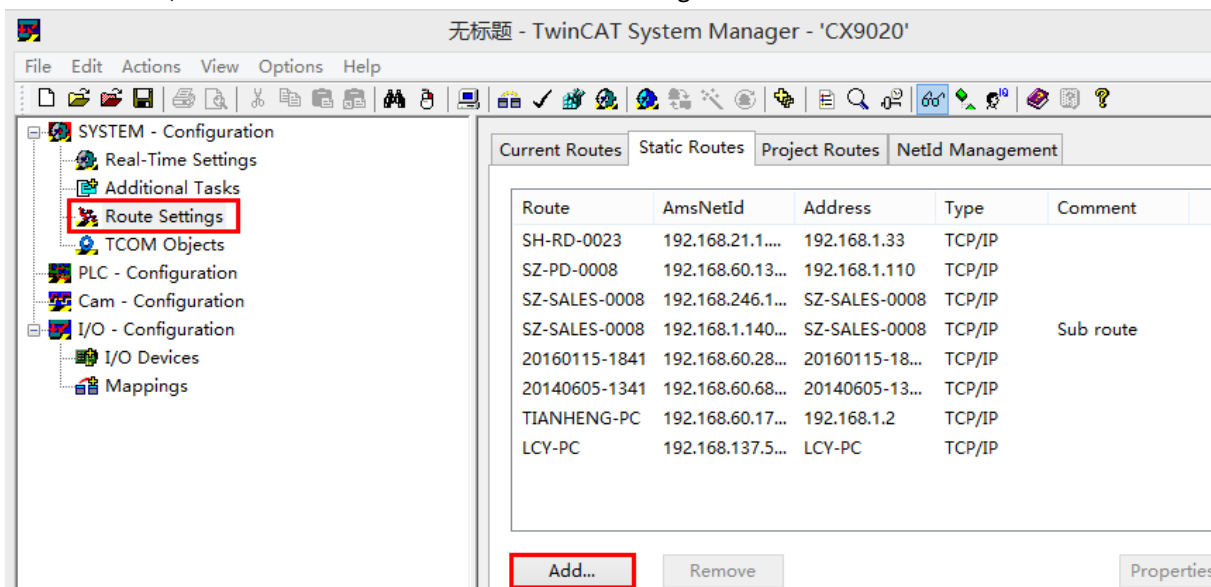 无标题 - TwinCAT System Manager - 'CX9020'
File Edit Actions View Options Help
SYSTEM - Configuration
Real-Time Settings
Additional Tasks
Route Settings
TCOM Objects
PLC - Configuration
Cam - Configuration
I/O - Configuration
I/O Devices
Mappings
Current Routes Static Routes Project Routes NetId Management
Route AmsNetId Address Type Comment
SH-RD-0023 192.168.21.1.... 192.168.1.33 TCP/IP
SZ-PD-0008 192.168.60.13... 192.168.1.110 TCP/IP
SZ-SALES-0008 192.168.246.1... SZ-SALES-0008 TCP/IP
SZ-SALES-0008 192.168.1.140... SZ-SALES-0008 TCP/IP Sub route
20160115-1841 192.168.60.28... 20160115-18... TCP/IP
20140605-1341 192.168.60.68... 20140605-13... TCP/IP
TIANHENG-PC 192.168.60.17... 192.168.1.2 TCP/IP
LCY-PC 192.168.137.5... LCY-PC TCP/IP
Add... Remove Properties